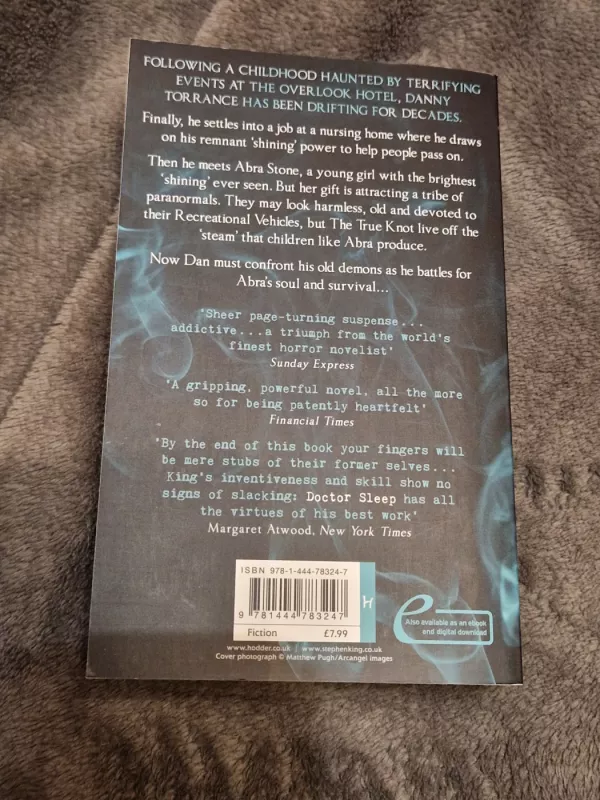 FOLLOWING A CHILDHOOD HAUNTED BY TERRIFYING
EVENTS AT THE OVERLOOK HOTEL, DANNY
TORRANCE HAS BEEN DRIFTING FOR DECADES.
Finally, he settles into a job at a nursing home where he draws
on his remnant 'shining' power to help people pass on.
Then he meets Abra Stone, a young girl with the brightest
'shining' ever seen. But her gift is attracting a tribe of
paranormals. They may look harmless, old and devoted to
their Recreational Vehicles, but The True Knot live off the
'steam' that children like Abra produce.
Now Dan must confront his old demons as he battles for
Abra's soul and survival...
'Sheer page-turning suspense...
addictive...a triumph from the world's
finest horror novelist'
Sunday Express
'A gripping, powerful novel, all the more
so for being patently heartfelt'
Financial Times
'By the end of this book your fingers will
be mere stubs of their former selves...
King's inventiveness and skill show no
signs of slacking: Doctor Sleep has all
the virtues of his best work'
Margaret Atwood, New York Times
ISBN 978-1-444-78324-7
9 781444 783247
H
Fiction £7.99
e
Also available as an ebook
and digital download
www.hodder.co.uk | www.stephenking.co.uk
Cover photograph © Matthew Pugh/Arcangel images